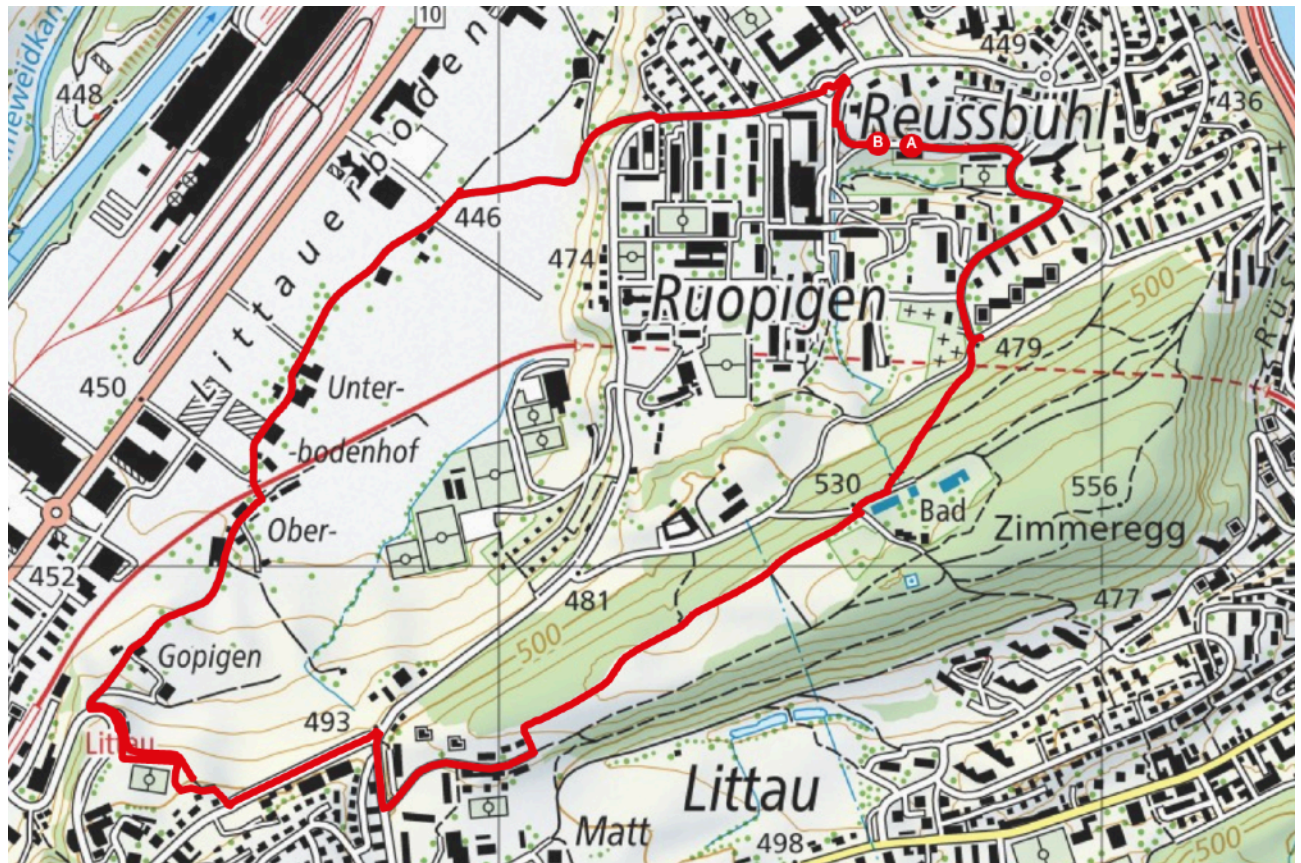 10
448
449
436
Reussbühl
B
A
Littauerboden
446
474
Ruopigen
500
479
450
Unter-
-bodenhof
530
Bad
556
Zimmeregg
Ober-
452
481
477
Gopigen
500
493
Littau
Littau
Matt
498
500